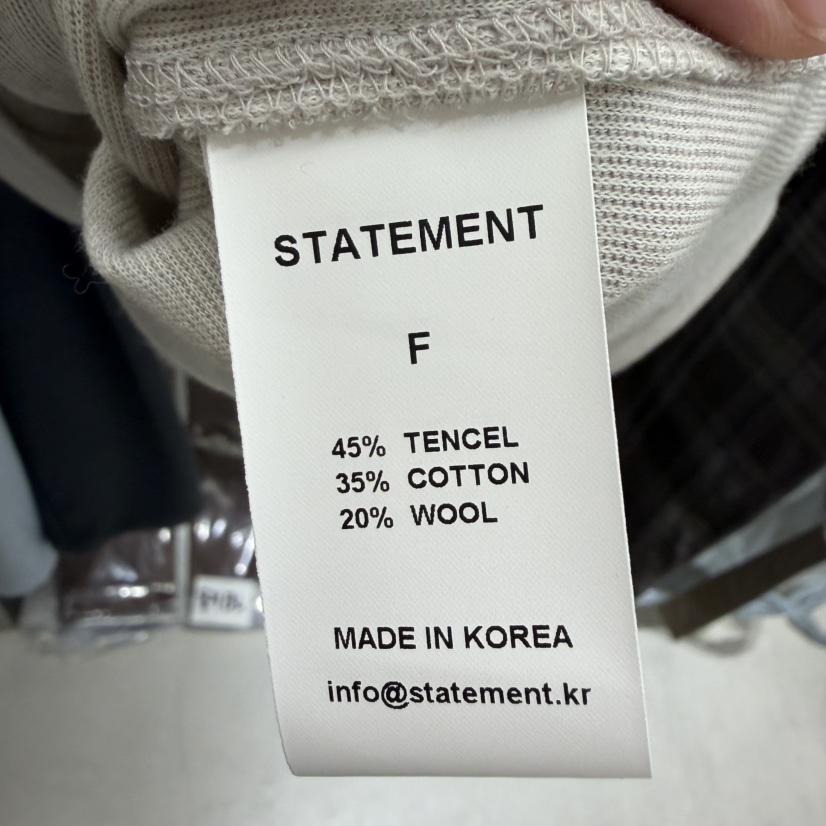 STATEMENT
F
45% TENCEL
35% COTTON
20% WOOL
MADE IN KOREA
info@statement.kr